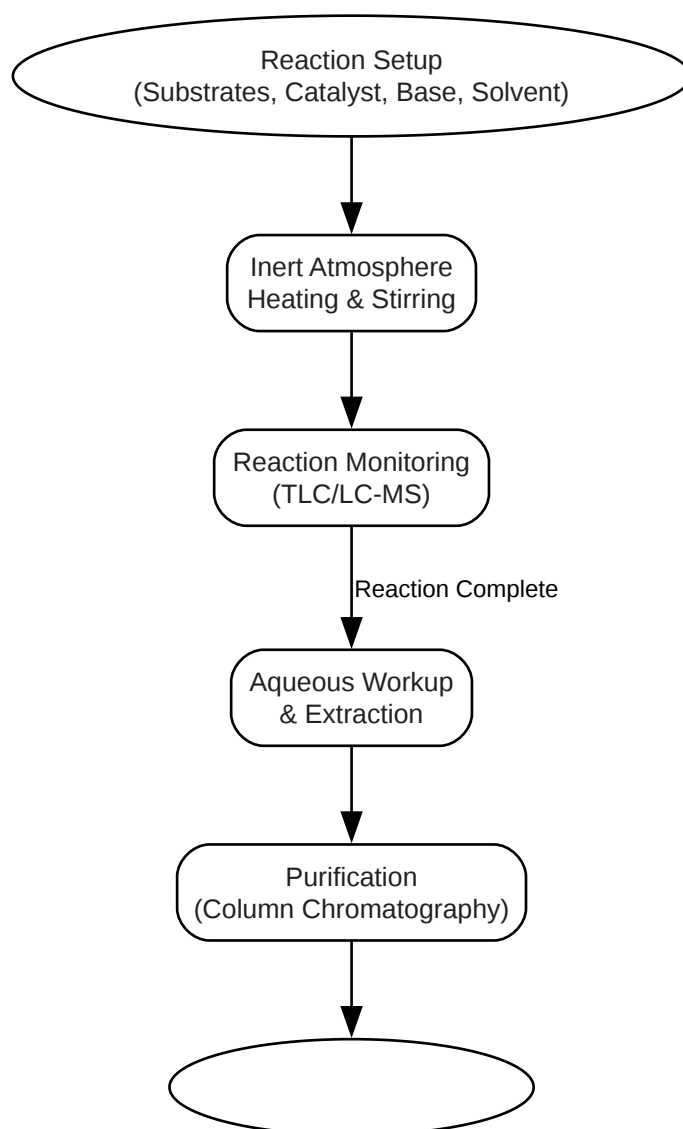 Reaction Setup
(Substrates, Catalyst, Base, Solvent)
Inert Atmosphere
Heating & Stirring
Reaction Monitoring
(TLC/LC-MS)
Reaction Complete
Aqueous Workup
& Extraction
Purification
(Column Chromatography)